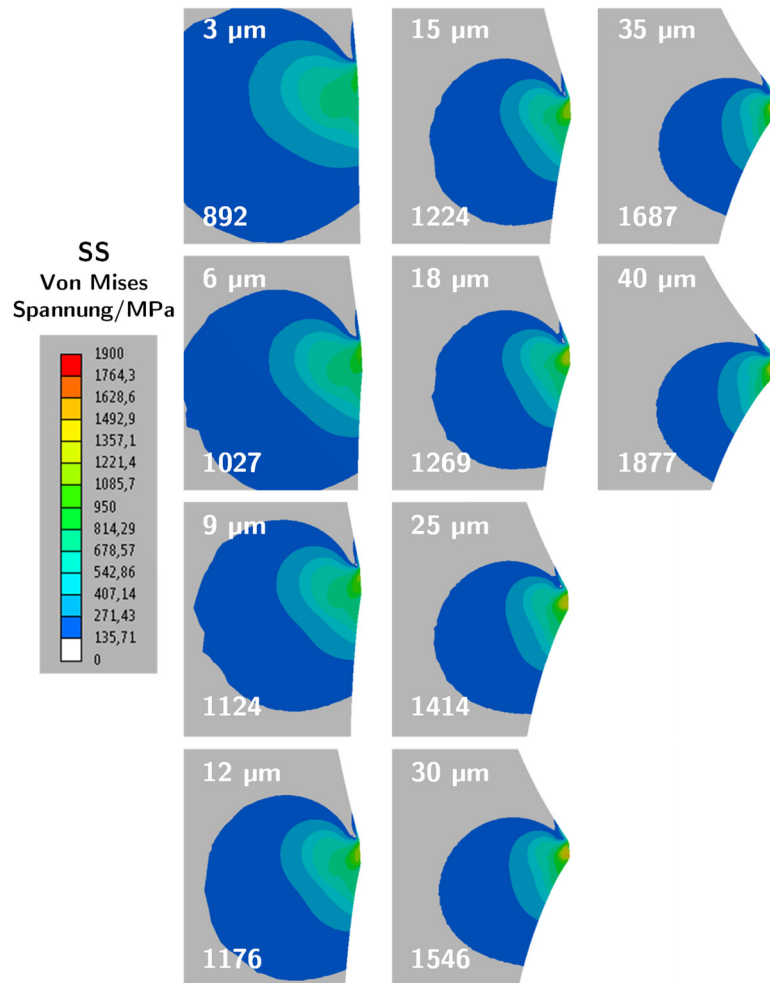 3 µm
892
15 µm
1224
35 µm
1687
SS
Von Mises
Spannung/MPa
1900
1764,3
1628,6
1492,9
1357,1
1221,4
1085,7
950
814,29
678,57
542,86
407,14
271,43
135,71
0
6 µm
1027
18 µm
1269
40 µm
1877
9 µm
1124
25 µm
1414
12 µm
1176
30 µm
1546